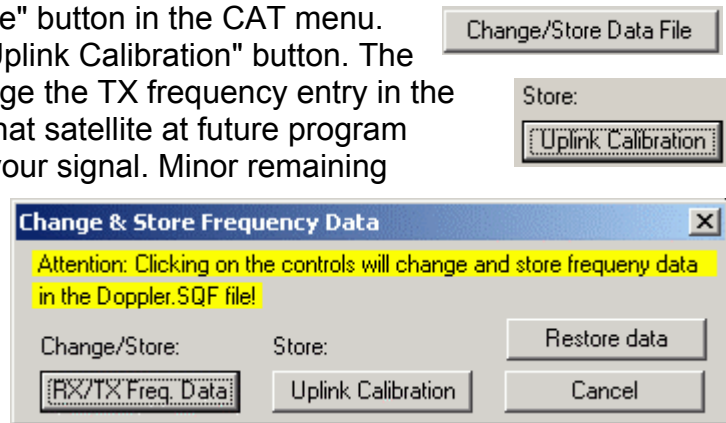 e" button in the CAT menu.
Uplink Calibration" button. The
ge the TX frequency entry in the
hat satellite at future program
your signal. Minor remaining
Change/Store Data File
Store:
Uplink Calibration
Change & Store Frequency Data
Attention: Clicking on the controls will change and store frequeny data
in the Doppler.SQF file!
Change/Store:
Store:
Restore data
RX/TX Freq. Data
Uplink Calibration
Cancel